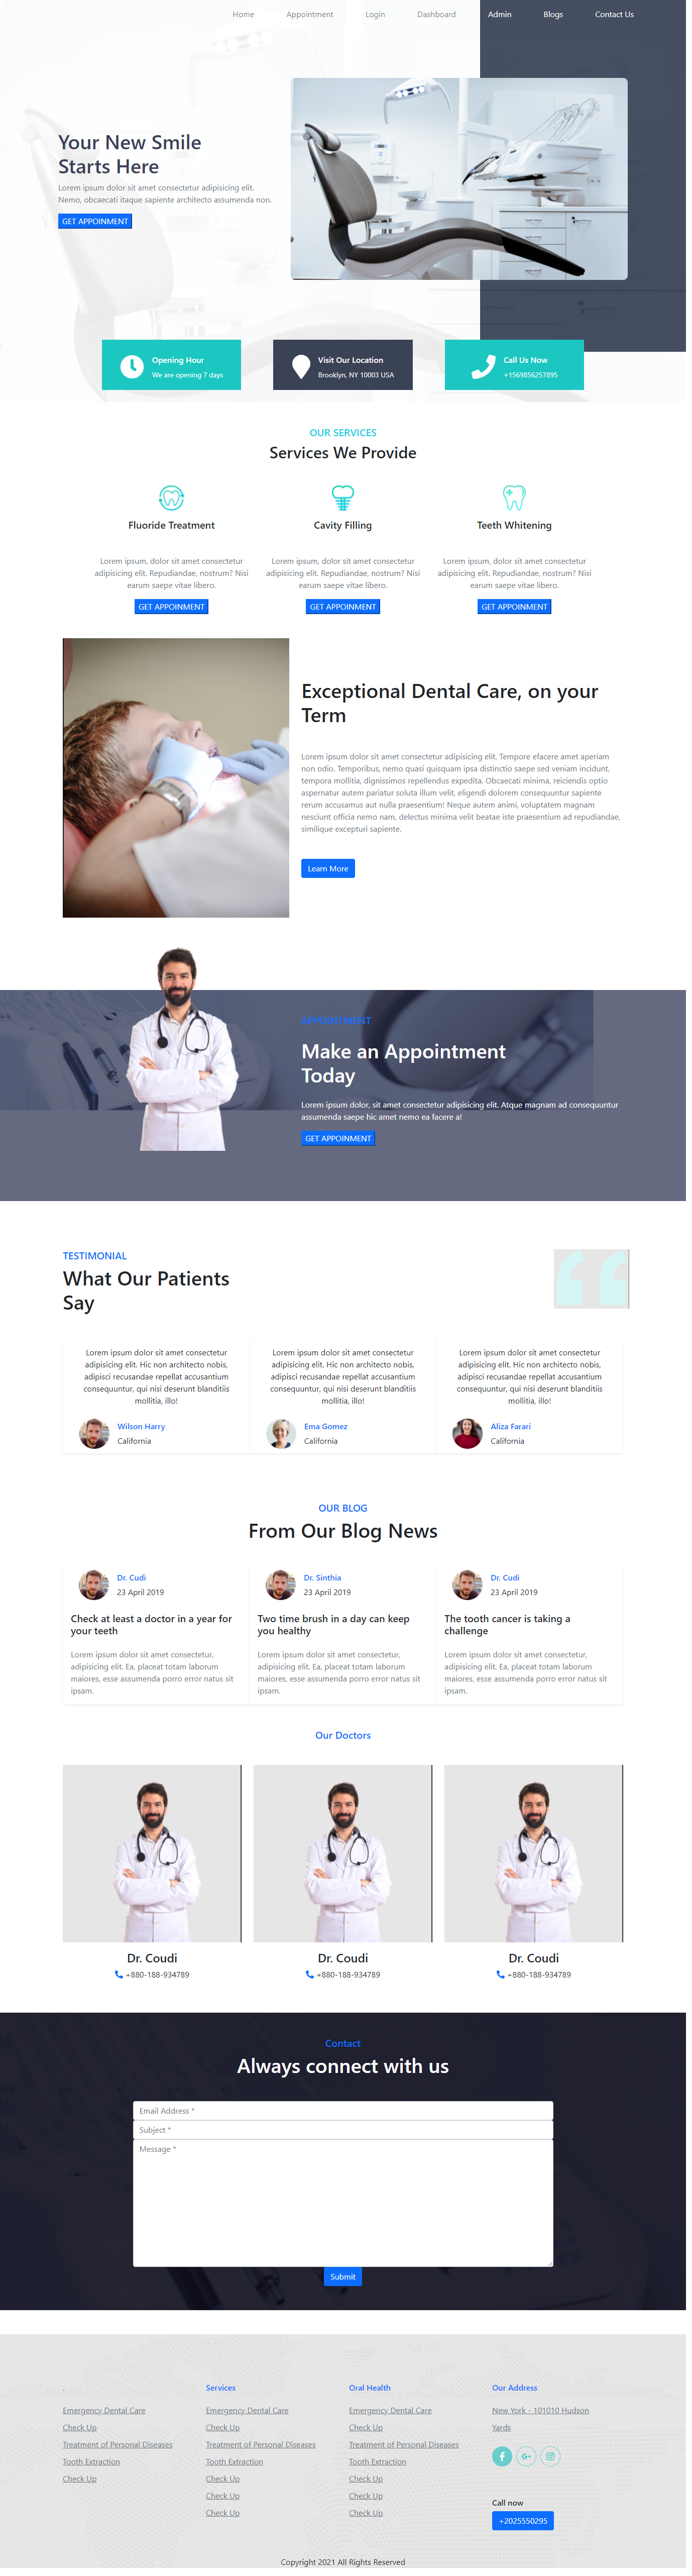 Home Appointment Login Dashboard Admin Blogs Contact Us
Your New Smile
Starts Here
Lorem ipsum dolor sit amet consectetur adipisicing elit.
Nemo, obcaecati itaque sapiente architecto assumenda non.
GET APPOINMENT
Opening Hour
We are opening 7 days
Visit Our Location
Brooklyn, NY 10003 USA
Call Us Now
+1569856257895
OUR SERVICES
Services We Provide
Fluoride Treatment
Lorem ipsum, dolor sit amet consectetur
adipisicing elit. Repudiandae, nostrum? Nisi
earum saepe vitae libero.
GET APPOINMENT
Cavity Filling
Lorem ipsum, dolor sit amet consectetur
adipisicing elit. Repudiandae, nostrum? Nisi
earum saepe vitae libero.
GET APPOINMENT
Teeth Whitening
Lorem ipsum, dolor sit amet consectetur
adipisicing elit. Repudiandae, nostrum? Nisi
earum saepe vitae libero.
GET APPOINMENT
Exceptional Dental Care, on your
Term
Lorem ipsum dolor sit amet consectetur adipisicing elit. Tempore efacere amet aperiam
non odio. Temporibus, nemo quasi quisquam ipsa distinctio saepe sed veniam incidunt,
tempora mollitia, dignissimos repellendus expedita. Obcaecati minima, reiciendis optio
aspernatur autem pariatur soluta illum velit, eligendi dolorem consequuntur sapiente
rerum accusamus aut nulla praesentium! Neque autem animi, voluptatem magnam
nesciunt officia nemo nam, delectus minima velit beatae iste praesentium ad repudiandae,
similique excepturi sapiente.
Learn More
APPOINTMENT
Make an Appointment
Today
Lorem ipsum dolor, sit amet consectetur adipisicing elit. Atque magnam ad consequuntur
assumenda saepe hic amet nemo ea facere a!
GET APPOINMENT
TESTIMONIAL
What Our Patients
Say
Lorem ipsum dolor sit amet consectetur
adipisicing elit. Hic non architecto nobis,
adipisci recusandae repellat accusantium
consequuntur, qui nisi deserunt blanditiis
mollitia, illo!
Wilson Harry
California
Lorem ipsum dolor sit amet consectetur
adipisicing elit. Hic non architecto nobis,
adipisci recusandae repellat accusantium
consequuntur, qui nisi deserunt blanditiis
mollitia, illo!
Ema Gomez
California
Lorem ipsum dolor sit amet consectetur
adipisicing elit. Hic non architecto nobis,
adipisci recusandae repellat accusantium
consequuntur, qui nisi deserunt blanditiis
mollitia, illo!
Aliza Farari
California
OUR BLOG
From Our Blog News
Dr. Cudi
23 April 2019
Check at least a doctor in a year for
your teeth
Lorem ipsum dolor sit amet consectetur,
adipisicing elit. Ea, placeat totam laborum
maiores, esse assumenda porro error natus sit
ipsam.
Dr. Sinthia
23 April 2019
Two time brush in a day can keep
you healthy
Lorem ipsum dolor sit amet consectetur,
adipisicing elit. Ea, placeat totam laborum
maiores, esse assumenda porro error natus sit
ipsam.
Dr. Cudi
23 April 2019
The tooth cancer is taking a
challenge
Lorem ipsum dolor sit amet consectetur,
adipisicing elit. Ea, placeat totam laborum
maiores, esse assumenda porro error natus sit
ipsam.
Our Doctors
Dr. Coudi
+880-188-934789
Dr. Coudi
+880-188-934789
Dr. Coudi
+880-188-934789
Contact
Always connect with us
Email Address *
Subject *
Message *
Submit
.
Emergency Dental Care
Check Up
Treatment of Personal Diseases
Tooth Extraction
Check Up
Services
Emergency Dental Care
Check Up
Treatment of Personal Diseases
Tooth Extraction
Check Up
Check Up
Check Up
Oral Health
Emergency Dental Care
Check Up
Treatment of Personal Diseases
Tooth Extraction
Check Up
Check Up
Check Up
Our Address
New York - 101010 Hudson
Yards
Call now
+2025550295
Copyright 2021 All Rights Reserved